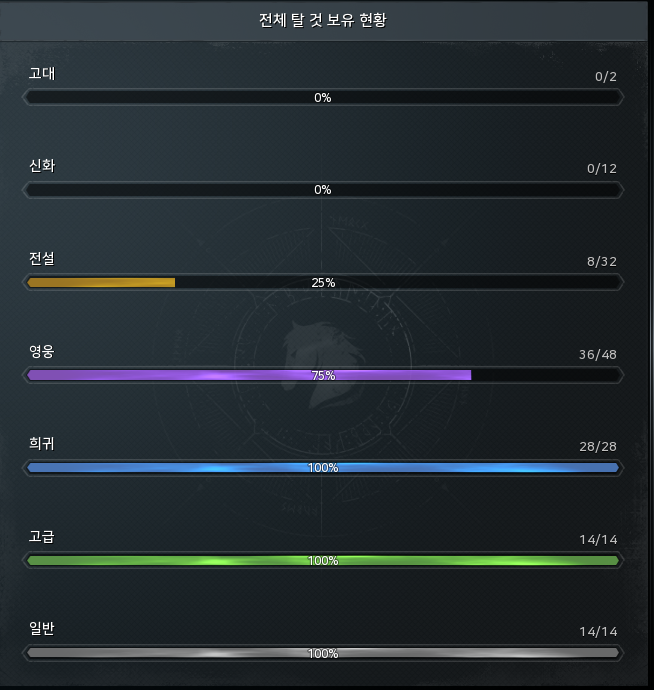 전체 탈 것 보유 현황
고대 0/2
0%
신화 0/12
0%
전설 8/32
25%
영웅 36/48
75%
희귀 28/28
100%
고급 14/14
100%
일반 14/14
100%